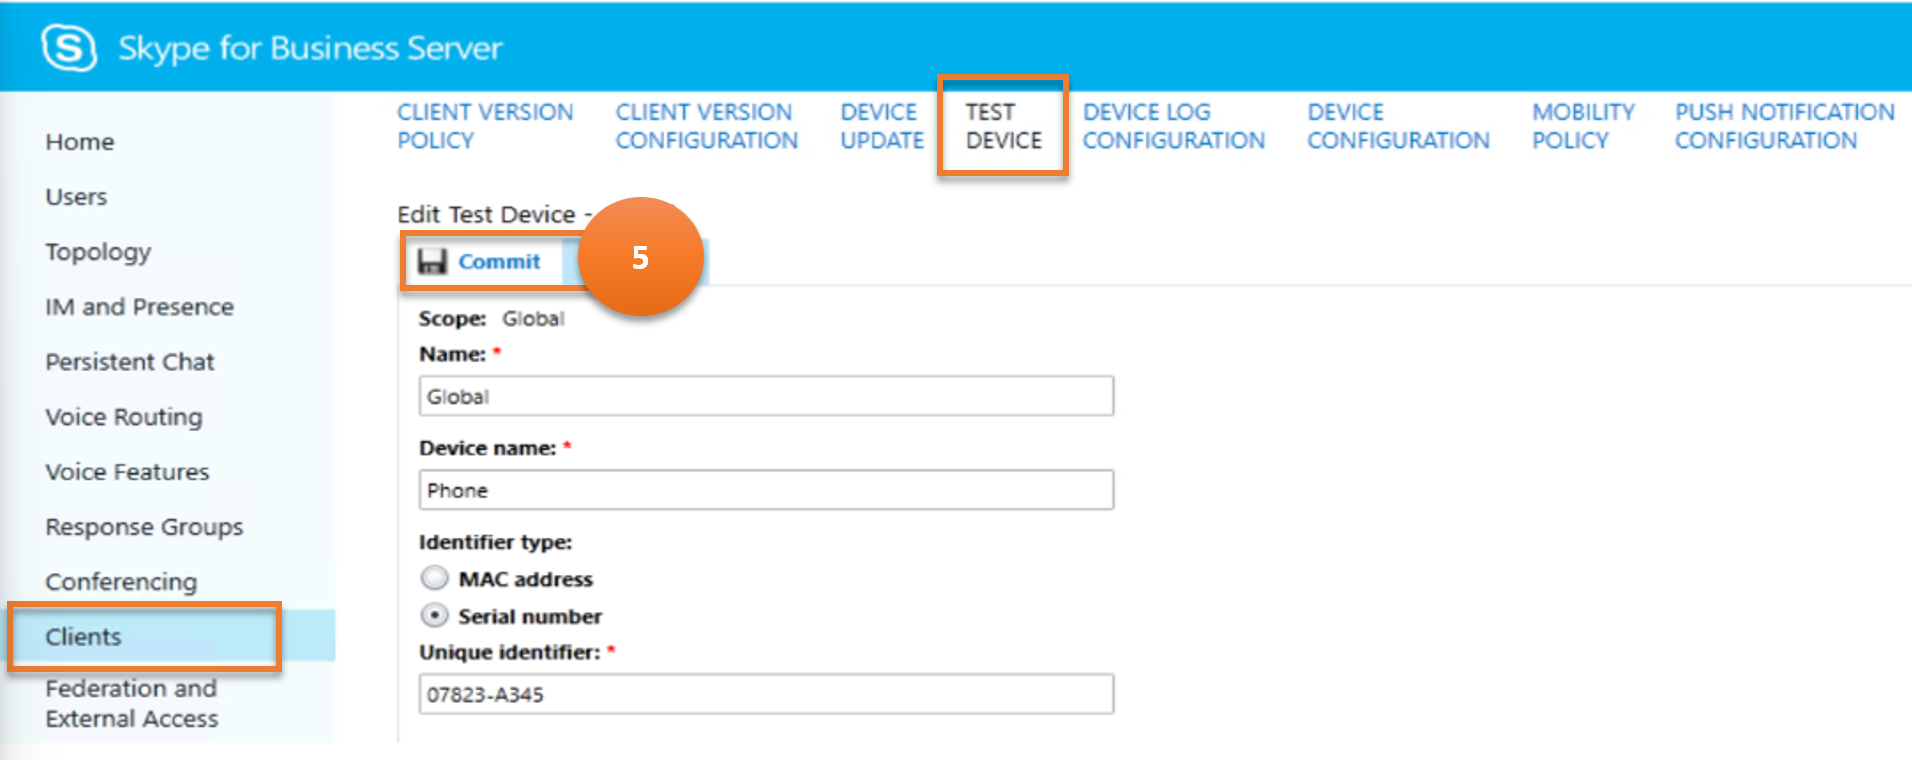 S Skype for Business Server
CLIENT VERSION POLICY
CLIENT VERSION CONFIGURATION
DEVICE UPDATE
TEST DEVICE
DEVICE LOG CONFIGURATION
DEVICE CONFIGURATION
MOBILITY POLICY
PUSH NOTIFICATION CONFIGURATION
Home
Users
Topology
IM and Presence
Persistent Chat
Voice Routing
Voice Features
Response Groups
Conferencing
Clients
Federation and
External Access
Edit Test Device -
Commit
5
Scope: Global
Name: *
Global
Device name: *
Phone
Identifier type:
MAC address
Serial number
Unique identifier: *
07823-A345